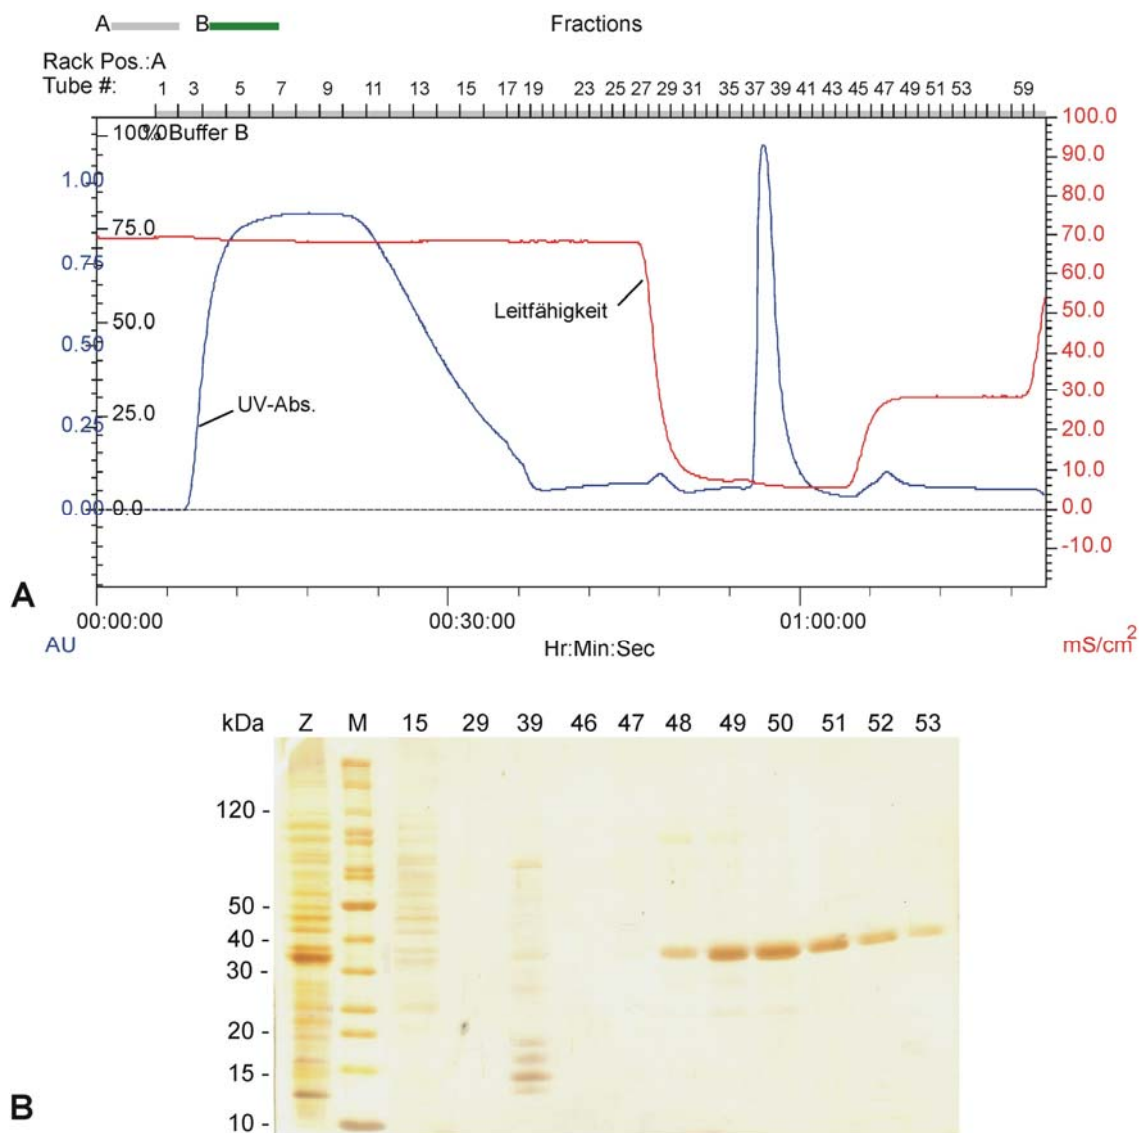 A B Fractions
Rack Pos.:A
Tube #: 1 3 5 7 9 11 13 15 17 19 23 25 27 29 31 35 37 39 41 43 45 47 49 51 53 59
100.0 % Buffer B 100.0
90.0
1.00 80.0
75.0 70.0
0.75 60.0
50.0 Leitfähigkeit 50.0
0.50 40.0
25.0 UV-Abs. 30.0
0.25 20.0
10.0
0.00 0.0 0.0
-10.0
A
00:00:00 00:30:00 01:00:00
AU Hr:Min:Sec mS/cm²
kDa Z M 15 29 39 46 47 48 49 50 51 52 53
120 -
50 -
40 -
30 -
20 -
15 -
B
10 -